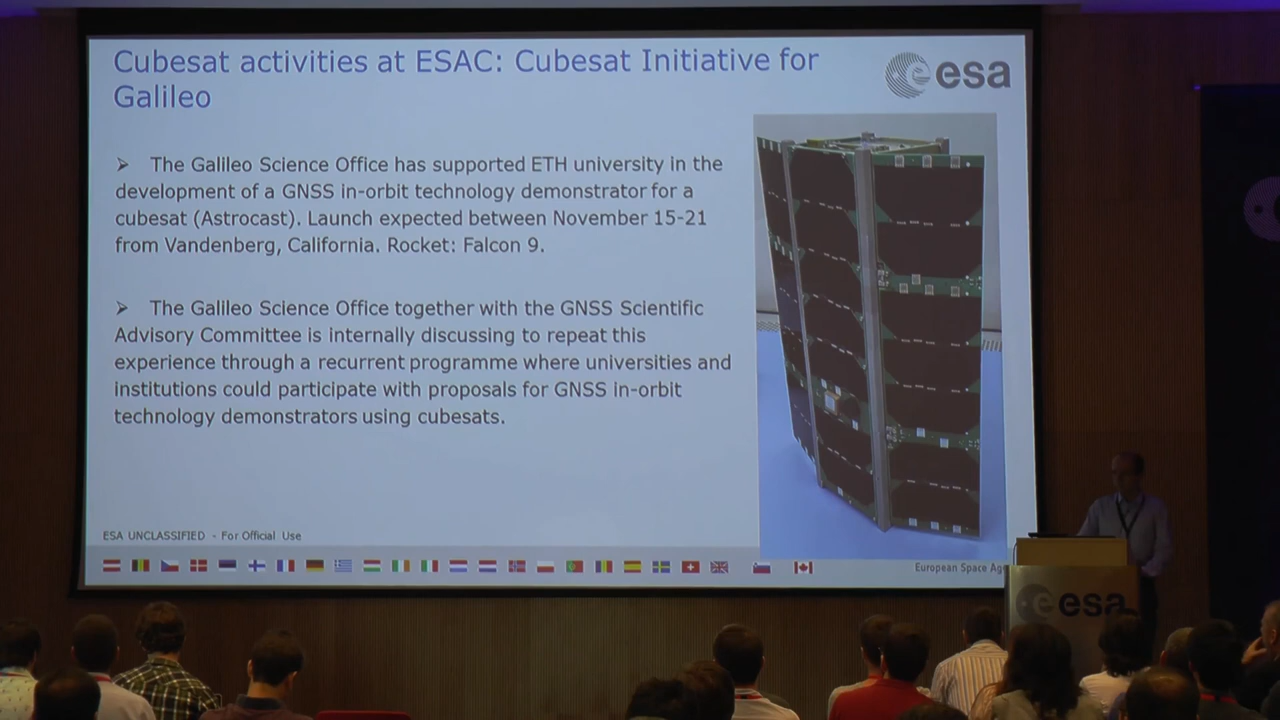 Cubesat activities at ESAC: Cubesat Initiative for
Galileo
esa
➢ The Galileo Science Office has supported ETH university in the
development of a GNSS in-orbit technology demonstrator for a
cubesat (Astrocast). Launch expected between November 15-21
from Vandenberg, California. Rocket: Falcon 9.
➢ The Galileo Science Office together with the GNSS Scientific
Advisory Committee is internally discussing to repeat this
experience through a recurrent programme where universities and
institutions could participate with proposals for GNSS in-orbit
technology demonstrators using cubesats.
ESA UNCLASSIFIED - For Official Use
European Space Ag
esa